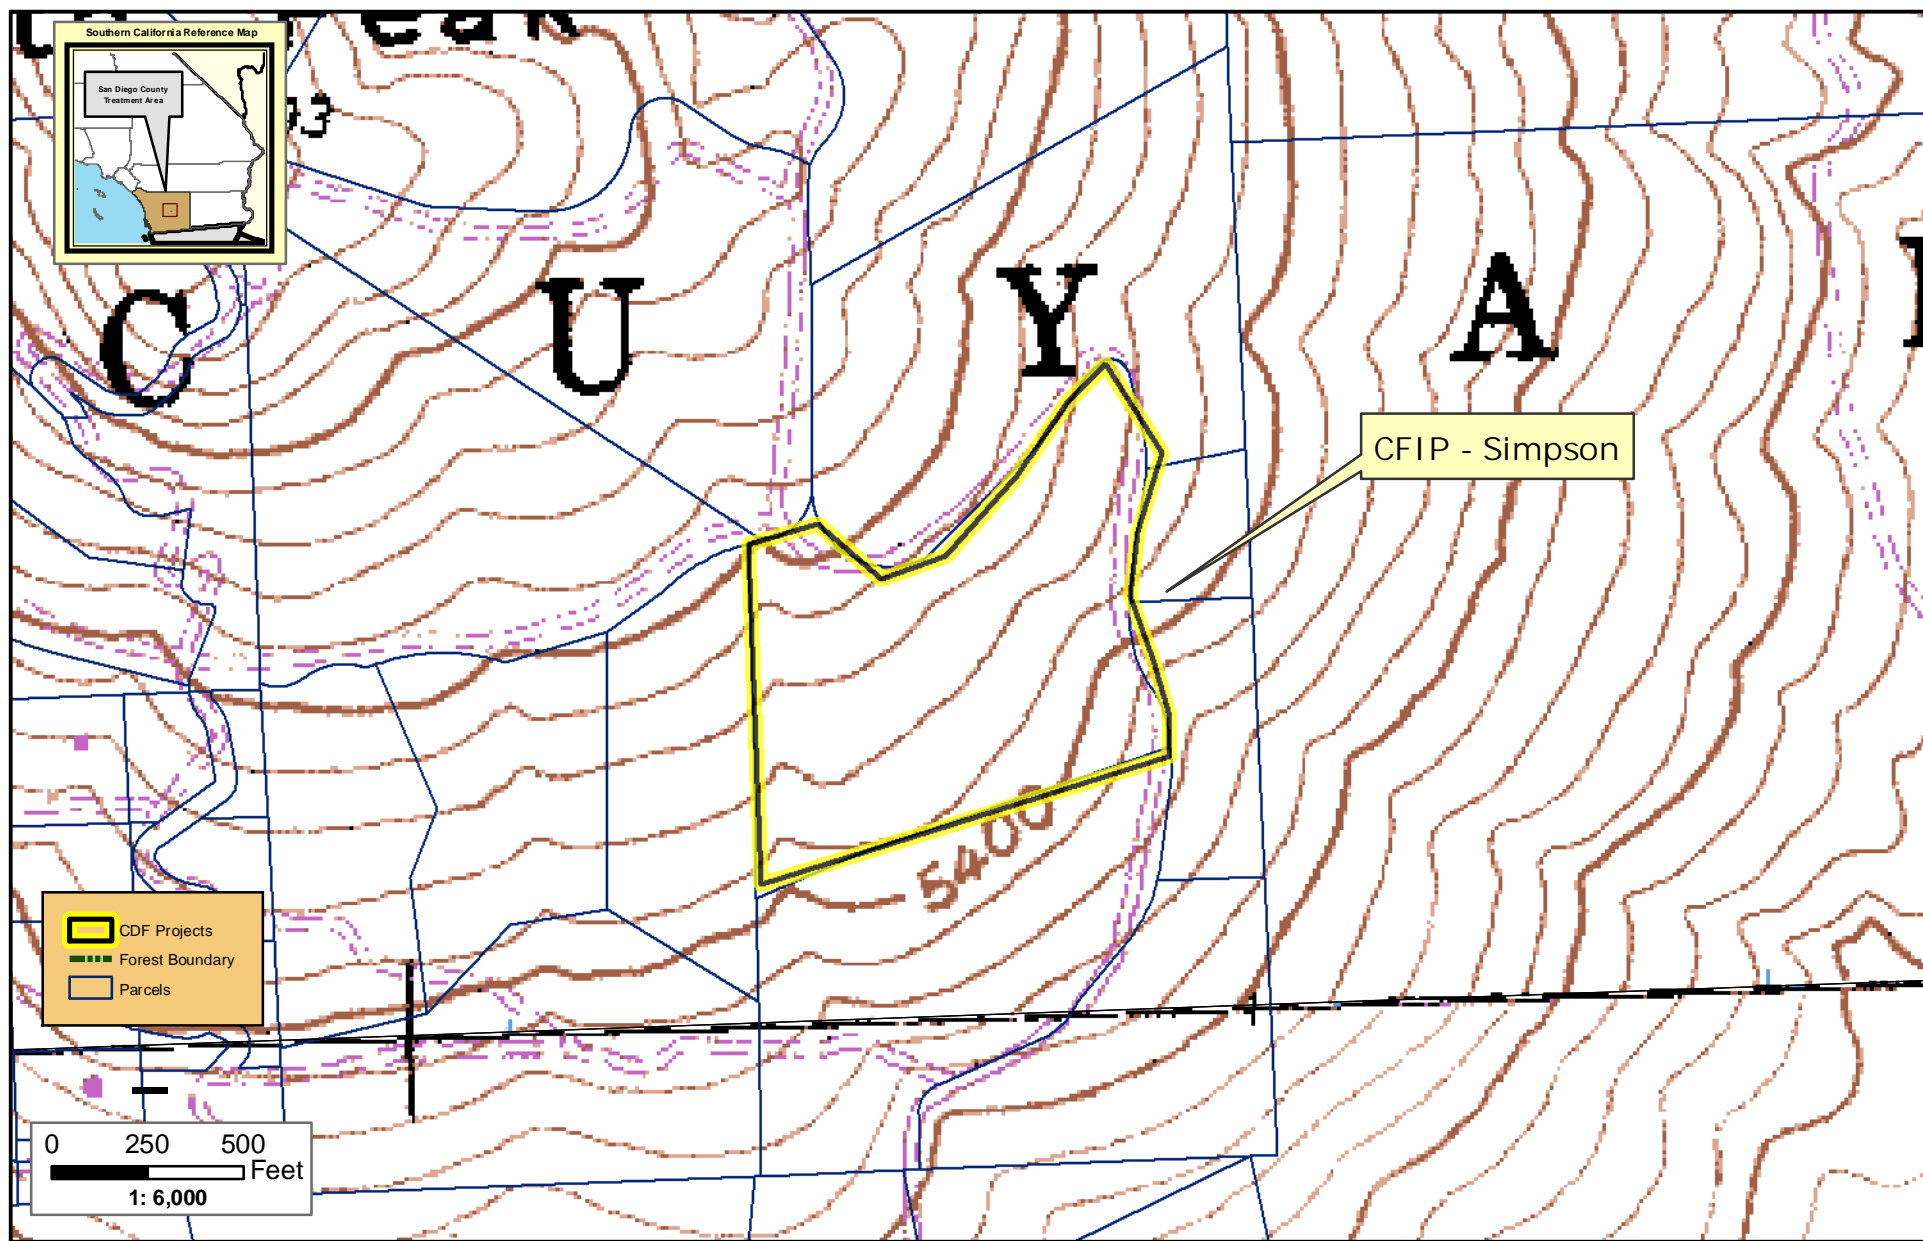 Southern California Reference Map
San Diego County
Treatment Area
C U Y A
CFIP - Simpson
5400
CDF Projects
Forest Boundary
Parcels
0 250 500
Feet
1: 6,000